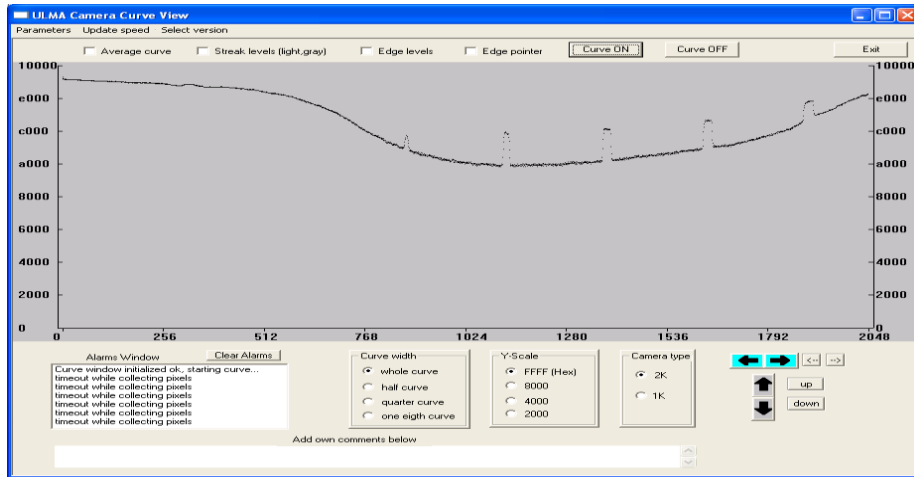 ULMA Camera Curve View
Parameters Update speed Select version
Average curve Streak levels (light,gray) Edge levels Edge pointer Curve ON Curve OFF Exit
10000 10000
e000 e000
c000 c000
a000 a000
8000 8000
6000 6000
4000 4000
2000 2000
0 0
0 256 512 768 1024 1280 1536 1792 2048
Alarms Window Clear Alarms
Curve window initialized ok, starting curve...
timeout while collecting pixels
timeout while collecting pixels
timeout while collecting pixels
timeout while collecting pixels
timeout while collecting pixels
Curve width
whole curve
half curve
quarter curve
one eigth curve
Y-Scale
FFFF (Hex)
8000
4000
2000
Camera type
2K
1K
<-- -->
up
down
Add own comments below